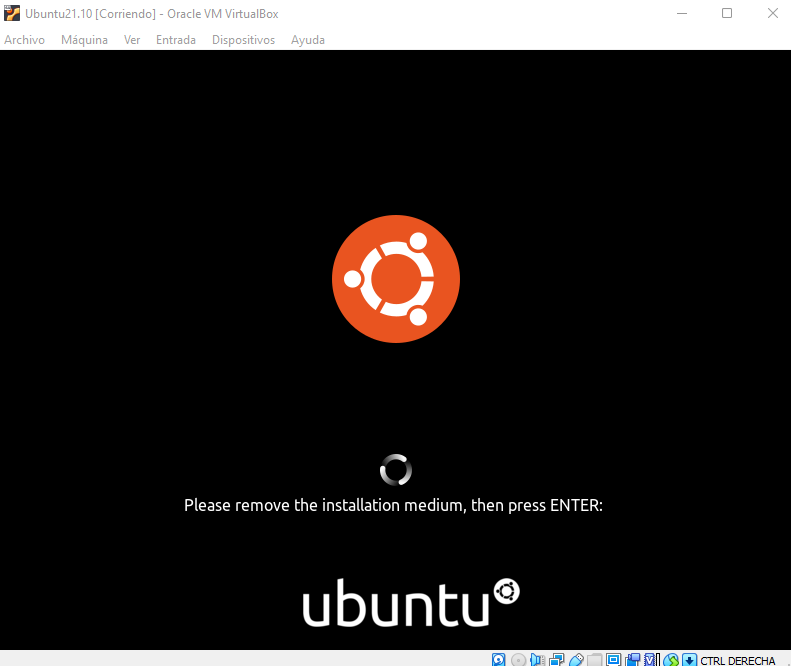 Ubuntu21.10 [Corriendo] - Oracle VM VirtualBox
Archivo Máquina Ver Entrada Dispositivos Ayuda
Please remove the installation medium, then press ENTER:
ubuntu
CTRL DERECHA